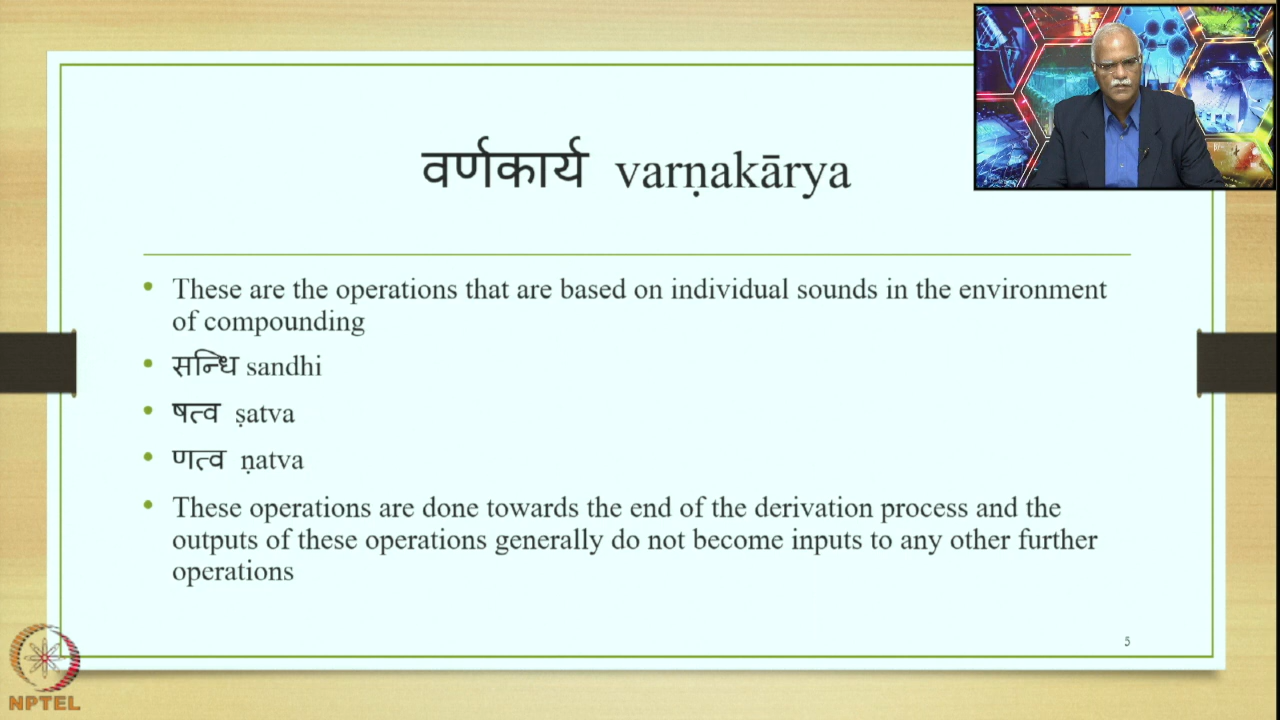 वर्णकार्य varṇakārya
• These are the operations that are based on individual sounds in the environment
of compounding
• सन्धि sandhi
• षत्व ṣatva
• णत्व ṇatva
• These operations are done towards the end of the derivation process and the
outputs of these operations generally do not become inputs to any other further
operations
5
NPTEL